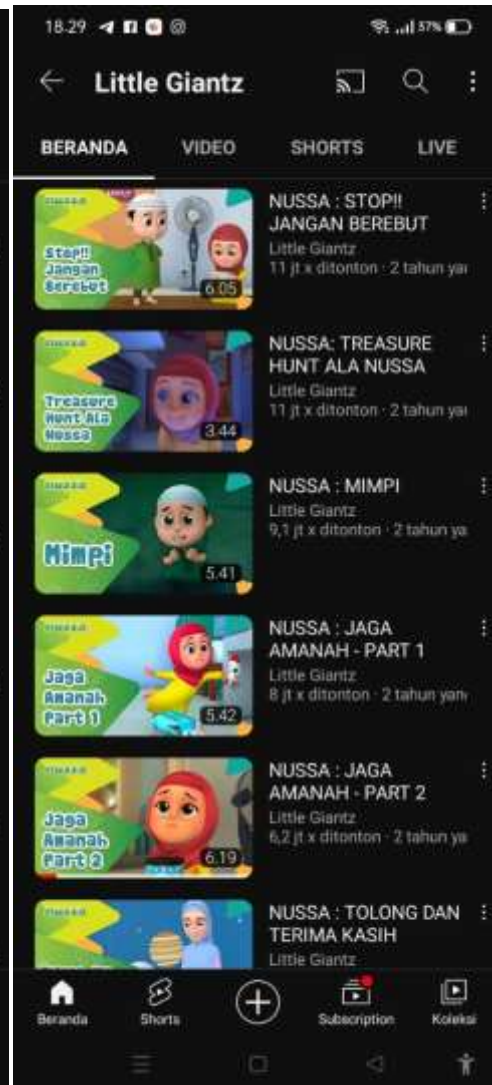 18.29
37%
Little Giantz
BERANDA VIDEO SHORTS LIVE
Stop!!
Jangan
Berebut
6.05
NUSSA : STOP!!
JANGAN BEREBUT
Little Giantz
11 jt x ditonton · 2 tahun yan
Treasure
Hunt Ala
Nussa
3.44
NUSSA: TREASURE
HUNT ALA NUSSA
Little Giantz
11 jt x ditonton · 2 tahun yan
Mimpi
5.41
NUSSA : MIMPI
Little Giantz
9,1 jt x ditonton · 2 tahun ya
Jaga
Amanah
Part 1
5.42
NUSSA : JAGA
AMANAH - PART 1
Little Giantz
8 jt x ditonton · 2 tahun yan
Jaga
Amanah
Part 2
6.19
NUSSA : JAGA
AMANAH - PART 2
Little Giantz
6,2 jt x ditonton · 2 tahun ya
NUSSA : TOLONG DAN
TERIMA KASIH
Little Giantz
Beranda Shorts Subscription Koleksi